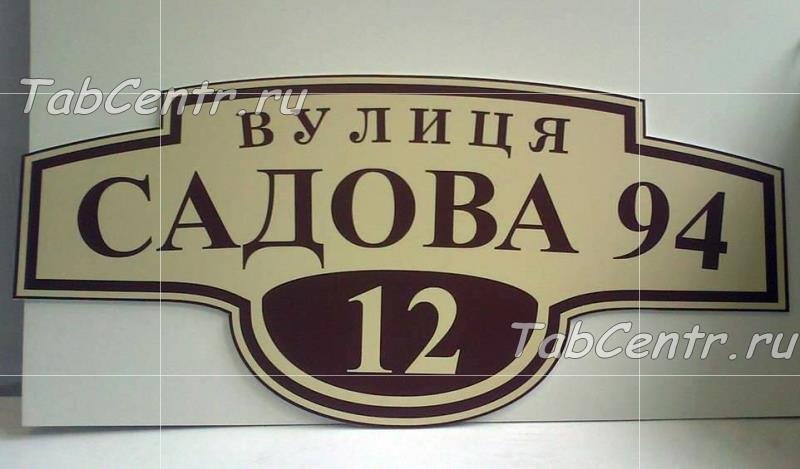 TabCentr.ru
ВУЛИЦЯ
САДОВА 94
12
TabCentr.ru